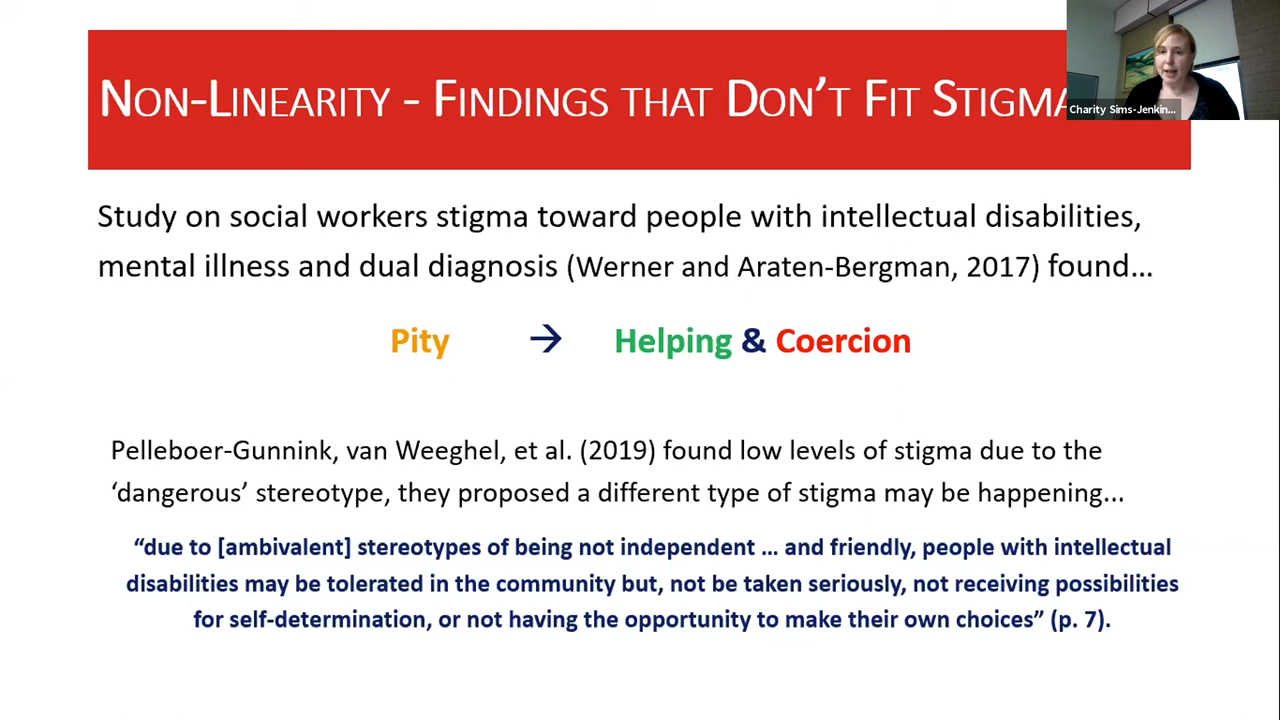 NON-LINEARITY - FINDINGS THAT DON'T FIT STIGMA
Charity Sims-Jenkin...
Study on social workers stigma toward people with intellectual disabilities,
mental illness and dual diagnosis (Werner and Araten-Bergman, 2017) found...
Pity → Helping & Coercion
Pelleboer-Gunnink, van Weeghel, et al. (2019) found low levels of stigma due to the
‘dangerous’ stereotype, they proposed a different type of stigma may be happening...
“due to [ambivalent] stereotypes of being not independent ... and friendly, people with intellectual
disabilities may be tolerated in the community but, not be taken seriously, not receiving possibilities
for self-determination, or not having the opportunity to make their own choices” (p. 7).